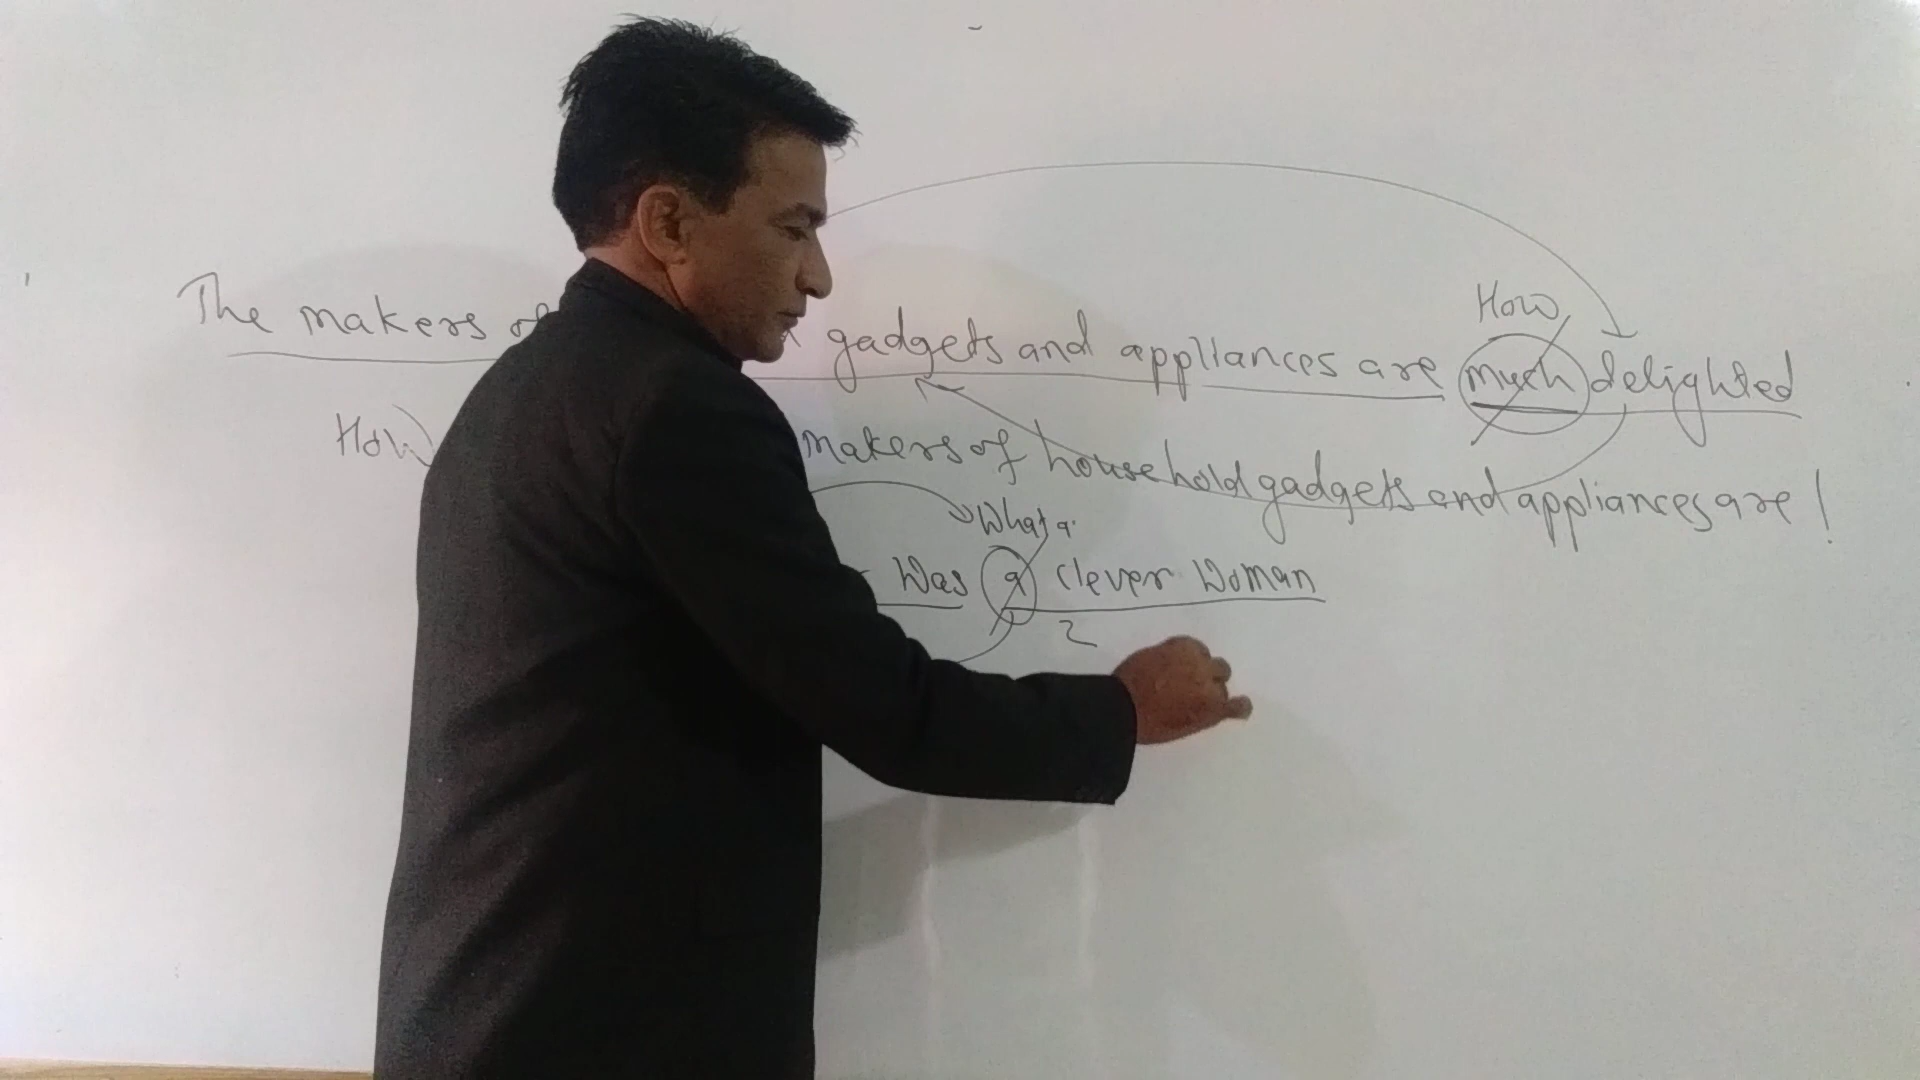 How
The makers of gadgets and appliances are much delighted
How makers of household gadgets and appliances are!
What a
Was a clever woman
2